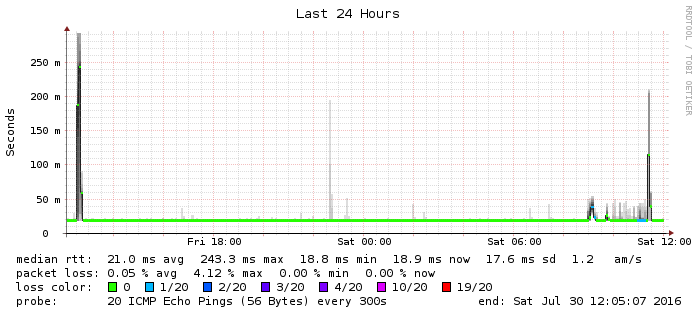 Last 24 Hours
RRDTOOL / TOBI OETIKER
Seconds
250 m
200 m
150 m
100 m
50 m
0
Fri 18:00 Sat 00:00 Sat 06:00 Sat 12:00
median rtt: 21.0 ms avg 243.3 ms max 18.8 ms min 18.9 ms now 17.6 ms sd 1.2 am/s
packet loss: 0.05 % avg 4.12 % max 0.00 % min 0.00 % now
loss color: 0 1/20 2/20 3/20 4/20 10/20 19/20
probe: 20 ICMP Echo Pings (56 Bytes) every 300s end: Sat Jul 30 12:05:07 2016